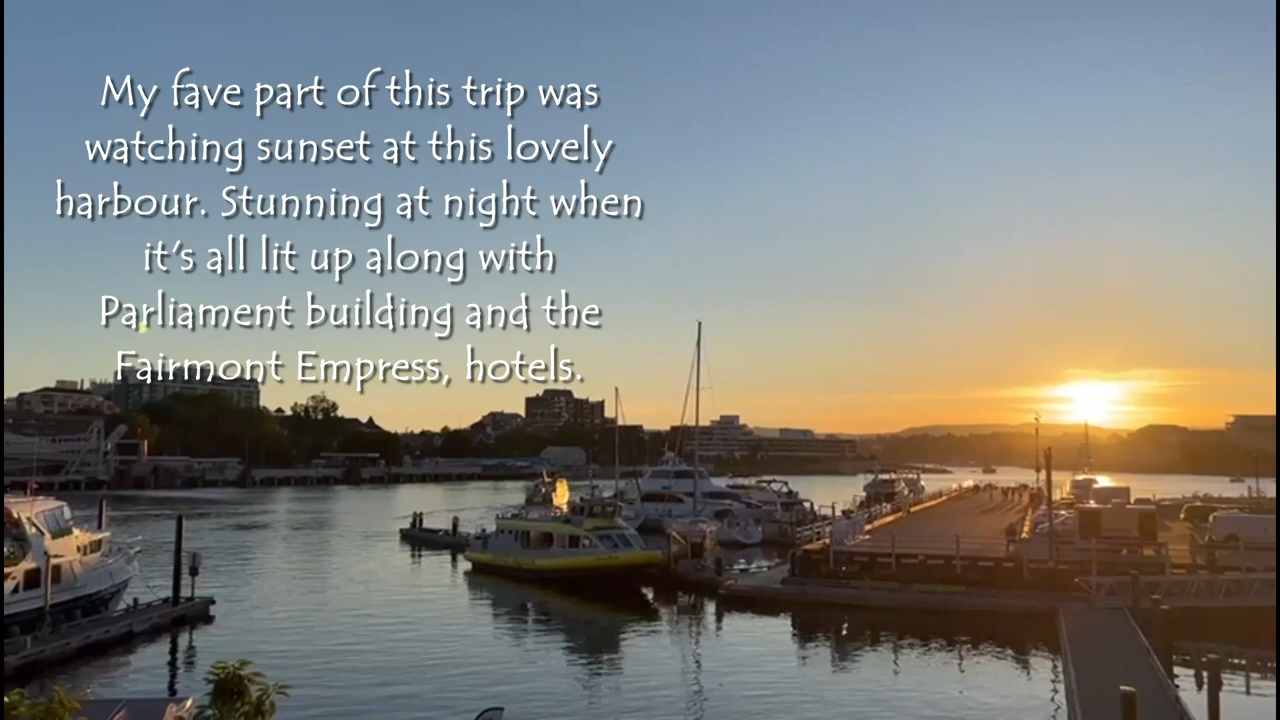 My fave part of this trip was
watching sunset at this lovely
harbour. Stunning at night when
it's all lit up along with
Parliament building and the
Fairmont Empress, hotels.